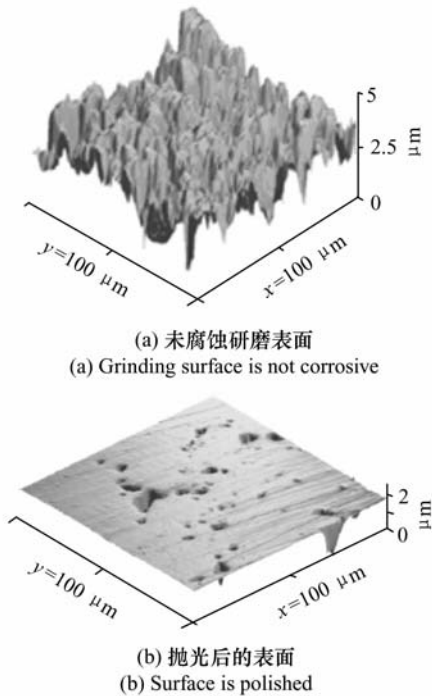 5
2.5
μm
0
y=100 μm
x=100 μm
(a) 未腐蚀研磨表面
(a) Grinding surface is not corrosive
2
μm
0
y=100 μm
x=100 μm
(b) 抛光后的表面
(b) Surface is polished